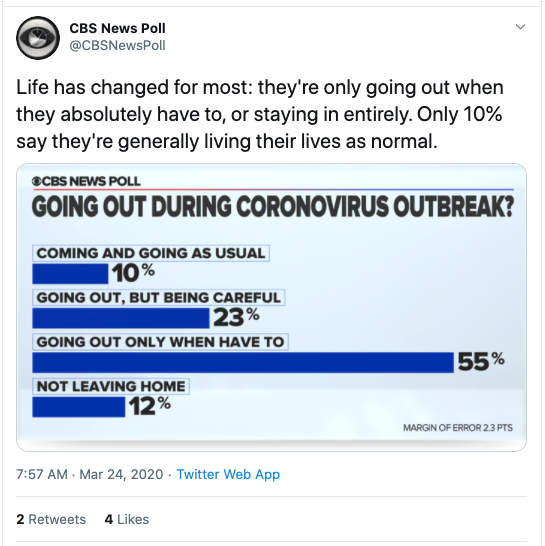 CBS News Poll
@CBSNewsPoll
Life has changed for most: they're only going out when
they absolutely have to, or staying in entirely. Only 10%
say they're generally living their lives as normal.
CBS NEWS POLL
GOING OUT DURING CORONOVIRUS OUTBREAK?
COMING AND GOING AS USUAL
10%
GOING OUT, BUT BEING CAREFUL
23%
GOING OUT ONLY WHEN HAVE TO
55%
NOT LEAVING HOME
12%
MARGIN OF ERROR 2.3 PTS
7:57 AM · Mar 24, 2020 · Twitter Web App
2 Retweets 4 Likes